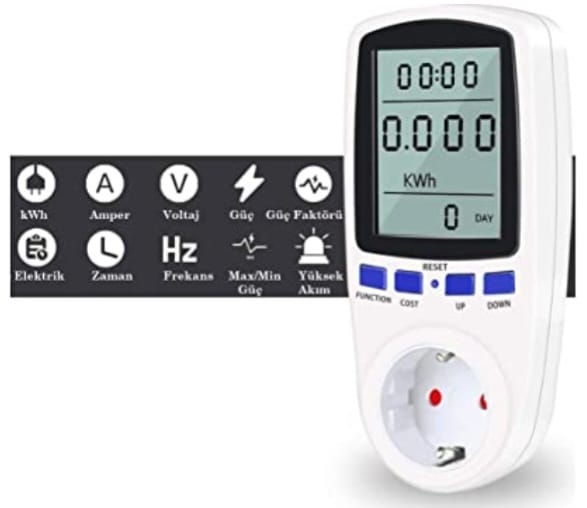 00:00
0.000
KWh
0 DAY
RESET
FUNCTION COST UP DOWN
A V
kWh Amper Voltaj Güç Güç Faktörü
Hz
Elektrik Zaman Frekans Max/Min Yüksek
Güç Akım